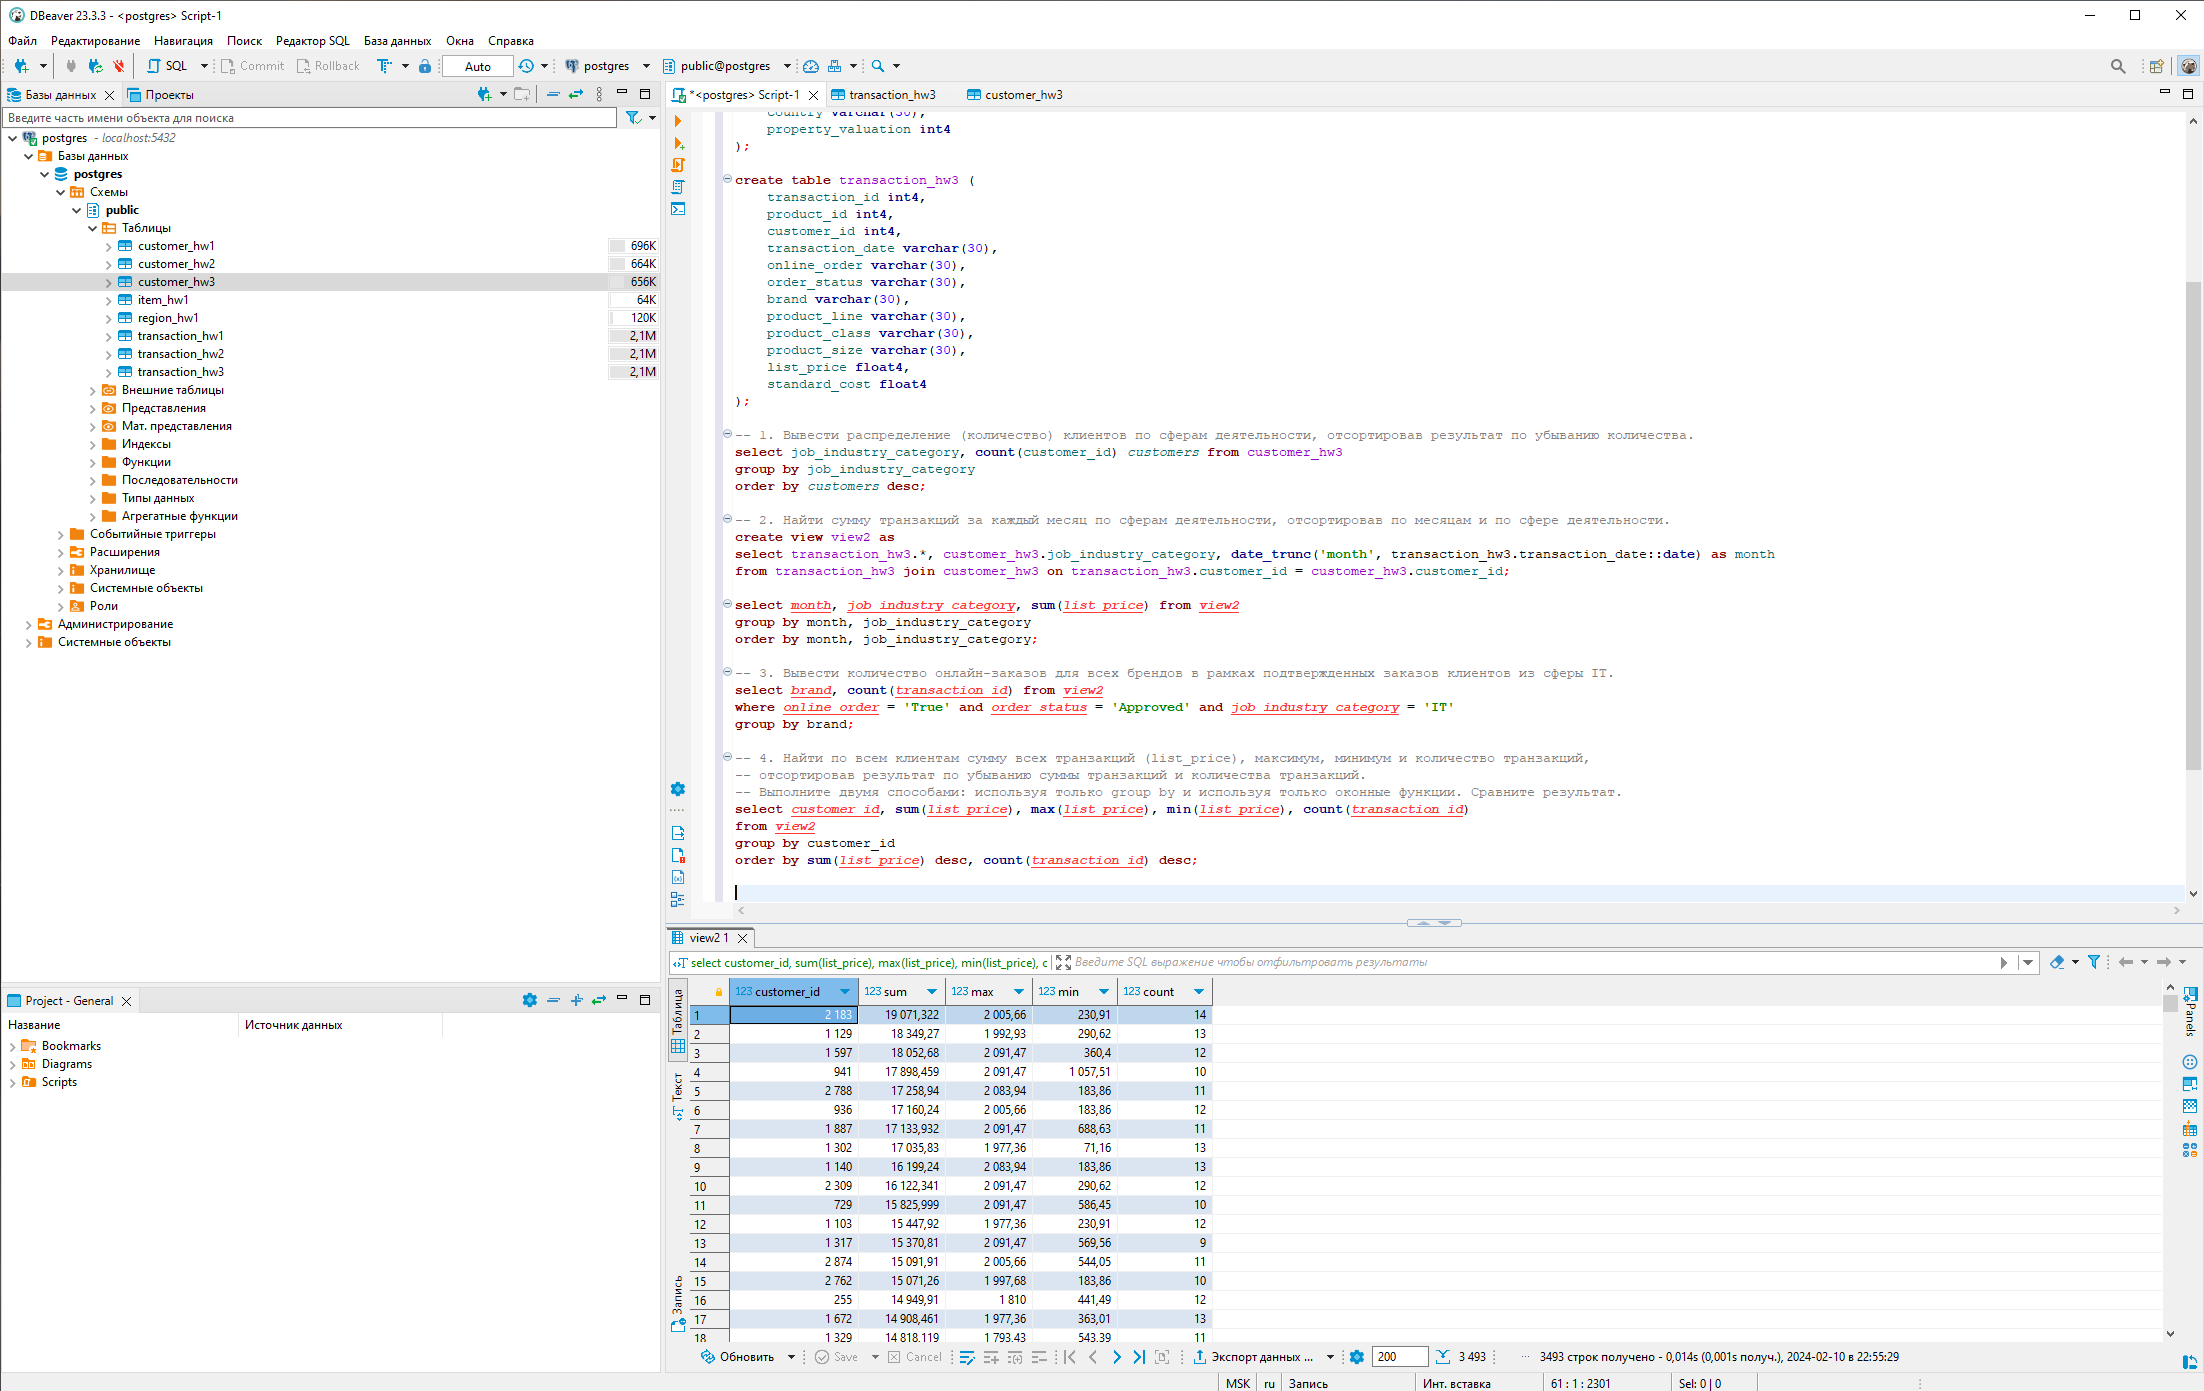 DBeaver 23.3.3 - <postgres> Script-1
Файл Редактирование Навигация Поиск Редактор SQL База данных Окна Справка
SQL Commit Rollback Auto postgres public@postgres
Базы данных Проекты
Введите часть имени объекта для поиска
postgres - localhost:5432
Базы данных
postgres
Схемы
public
Таблицы
customer_hw1 696K
customer_hw2 664K
customer_hw3 656K
item_hw1 64K
region_hw1 120K
transaction_hw1 2,1M
transaction_hw2 2,1M
transaction_hw3 2,1M
Внешние таблицы
Представления
Мат. представления
Индексы
Функции
Последовательности
Типы данных
Агрегатные функции
Событийные триггеры
Расширения
Хранилище
Системные объекты
Роли
Администрирование
Системные объекты
Project - General
Название Источник данных
Bookmarks
Diagrams
Scripts
*<postgres> Script-1 transaction_hw3 customer_hw3
country varchar(30),
property_valuation int4
);
create table transaction_hw3 (
transaction_id int4,
product_id int4,
customer_id int4,
transaction_date varchar(30),
online_order varchar(30),
order_status varchar(30),
brand varchar(30),
product_line varchar(30),
product_class varchar(30),
product_size varchar(30),
list_price float4,
standard_cost float4
);
-- 1. Вывести распределение (количество) клиентов по сферам деятельности, отсортировав результат по убыванию количества.
select job_industry_category, count(customer_id) customers from customer_hw3
group by job_industry_category
order by customers desc;
-- 2. Найти сумму транзакций за каждый месяц по сферам деятельности, отсортировав по месяцам и по сфере деятельности.
create view view2 as
select transaction_hw3.*, customer_hw3.job_industry_category, date_trunc('month', transaction_hw3.transaction_date::date) as month
from transaction_hw3 join customer_hw3 on transaction_hw3.customer_id = customer_hw3.customer_id;
select month, job_industry_category, sum(list_price) from view2
group by month, job_industry_category
order by month, job_industry_category;
-- 3. Вывести количество онлайн-заказов для всех брендов в рамках подтвержденных заказов клиентов из сферы IT.
select brand, count(transaction_id) from view2
where online_order = 'True' and order_status = 'Approved' and job_industry_category = 'IT'
group by brand;
-- 4. Найти по всем клиентам сумму всех транзакций (list_price), максимум, минимум и количество транзакций,
-- отсортировав результат по убыванию суммы транзакций и количества транзакций.
-- Выполните двумя способами: используя только group by и используя только оконные функции. Сравните результат.
select customer_id, sum(list_price), max(list_price), min(list_price), count(transaction_id)
from view2
group by customer_id
order by sum(list_price) desc, count(transaction_id) desc;
view2 1
select customer_id, sum(list_price), max(list_price), min(list_price), c Введите SQL выражение чтобы отфильтровать результаты
Таблица
Текст
Запись
Panels
123 customer_id 123 sum 123 max 123 min 123 count
1 2 183 19 071,322 2 005,66 230,91 14
2 1 129 18 349,27 1 992,93 290,62 13
3 1 597 18 052,68 2 091,47 360,4 12
4 941 17 898,459 2 091,47 1 057,51 10
5 2 788 17 258,94 2 083,94 183,86 11
6 936 17 160,24 2 005,66 183,86 12
7 1 887 17 133,932 2 091,47 688,63 11
8 1 302 17 035,83 1 977,36 71,16 13
9 1 140 16 199,24 2 083,94 183,86 13
10 2 309 16 122,341 2 091,47 290,62 12
11 729 15 825,999 2 091,47 586,45 10
12 1 103 15 447,92 1 977,36 230,91 12
13 1 317 15 370,81 2 091,47 569,56 9
14 2 874 15 091,91 2 005,66 544,05 11
15 2 762 15 071,26 1 997,68 183,86 10
16 255 14 949,91 1 810 441,49 12
17 1 672 14 908,461 1 977,36 363,01 13
18 1 329 14 818,119 1 793,43 543,39 11
Обновить Save Cancel Экспорт данных ... 200 3 493 3493 строк получено - 0,014s (0,001s получ.), 2024-02-10 в 22:55:29
MSK ru Запись Инт. вставка 61 : 1 : 2301 Sel: 0 | 0